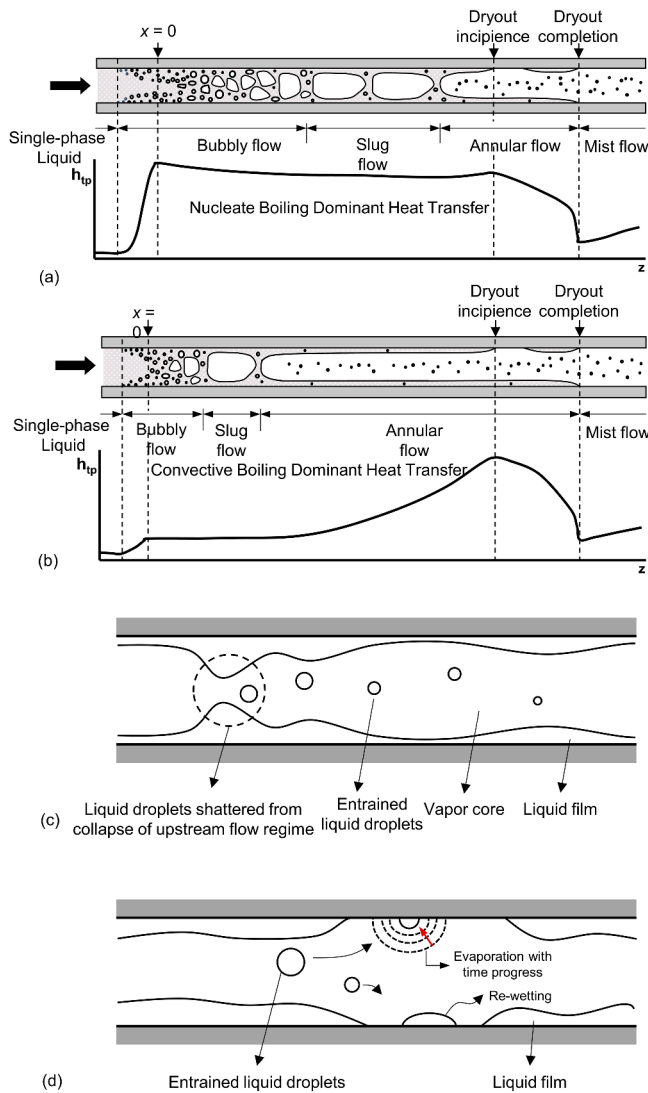 x = 0
Dryout
incipience
Dryout
completion
Single-phase
Liquid
Bubbly flow
Slug
flow
Annular flow
Mist flow
htp
Nucleate Boiling Dominant Heat Transfer
z
(a)
x =
0
Dryout
incipience
Dryout
completion
Single-phase
Liquid
Bubbly
flow
Slug
flow
Annular
flow
Mist flow
htp
Convective Boiling Dominant Heat Transfer
z
(b)
Liquid droplets shattered from
collapse of upstream flow regime
Entrained
liquid droplets
Vapor core
Liquid film
(c)
Evaporation with
time progress
Re-wetting
Entrained liquid droplets
Liquid film
(d)